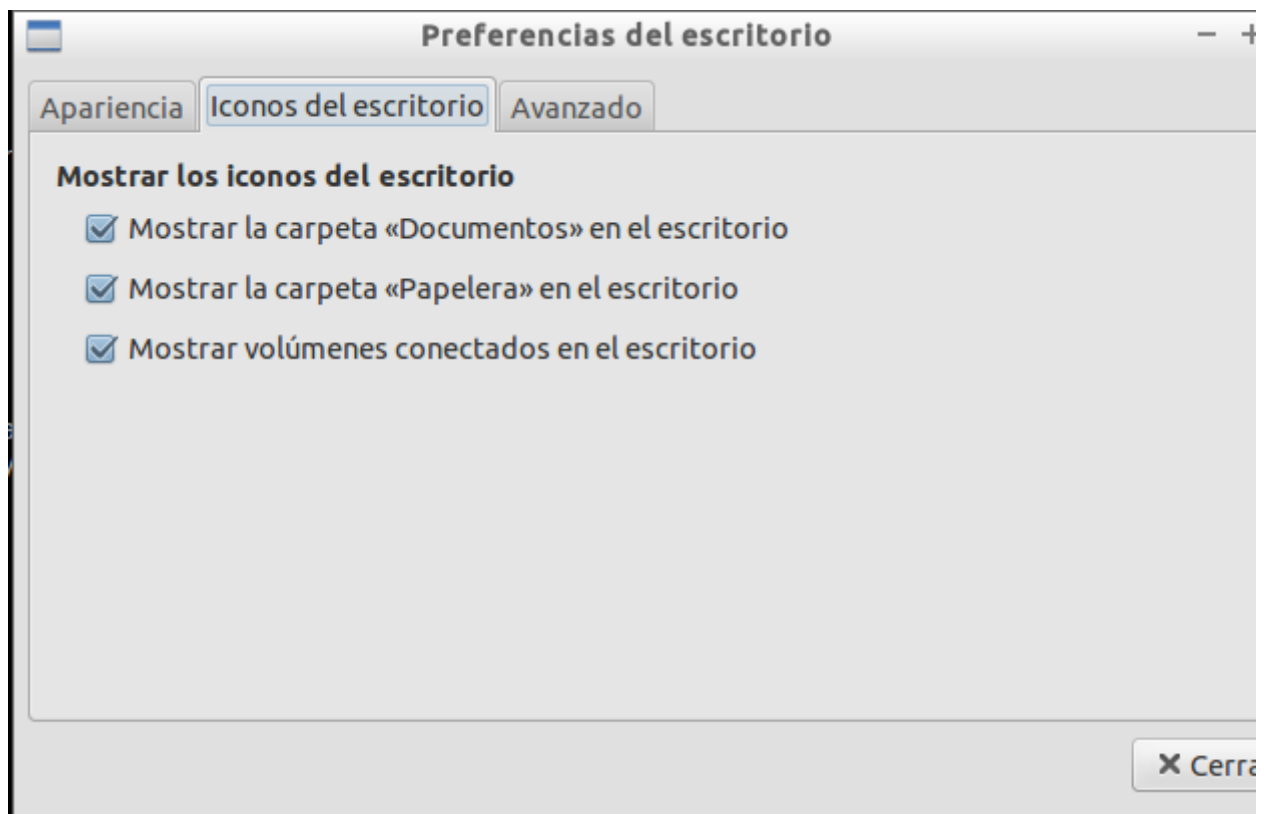 Preferencias del escritorio
Apariencia Iconos del escritorio Avanzado
Mostrar los iconos del escritorio
Mostrar la carpeta «Documentos» en el escritorio
Mostrar la carpeta «Papelera» en el escritorio
Mostrar volúmenes conectados en el escritorio
Cerra